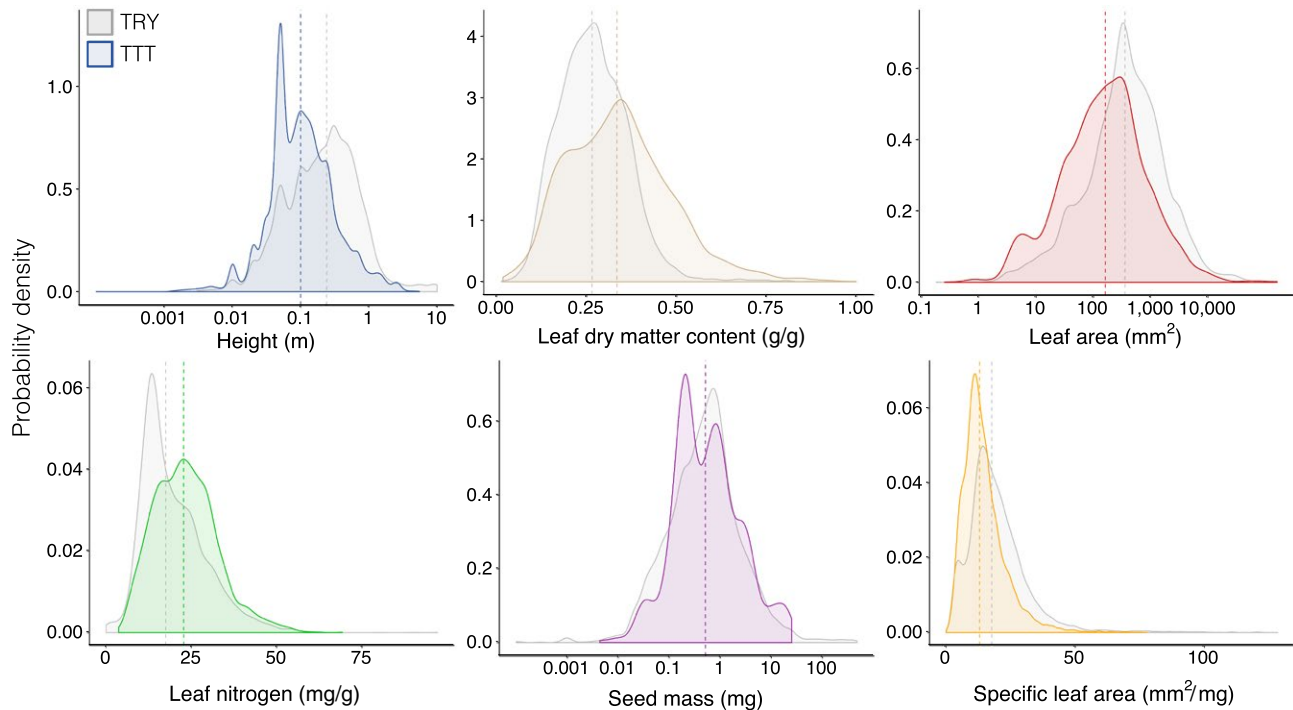 TRY
TTT
Probability density
1.0
0.5
0.0
0.001 0.01 0.1 1 10
Height (m)
4
3
2
1
0
0.00 0.25 0.50 0.75 1.00
Leaf dry matter content (g/g)
0.6
0.4
0.2
0.0
0.1 1 10 100 1,000 10,000
Leaf area (mm²)
0.06
0.04
0.02
0.00
0 25 50 75
Leaf nitrogen (mg/g)
0.6
0.4
0.2
0.0
0.001 0.01 0.1 1 10 100
Seed mass (mg)
0.06
0.04
0.02
0.00
0 50 100
Specific leaf area (mm²/mg)